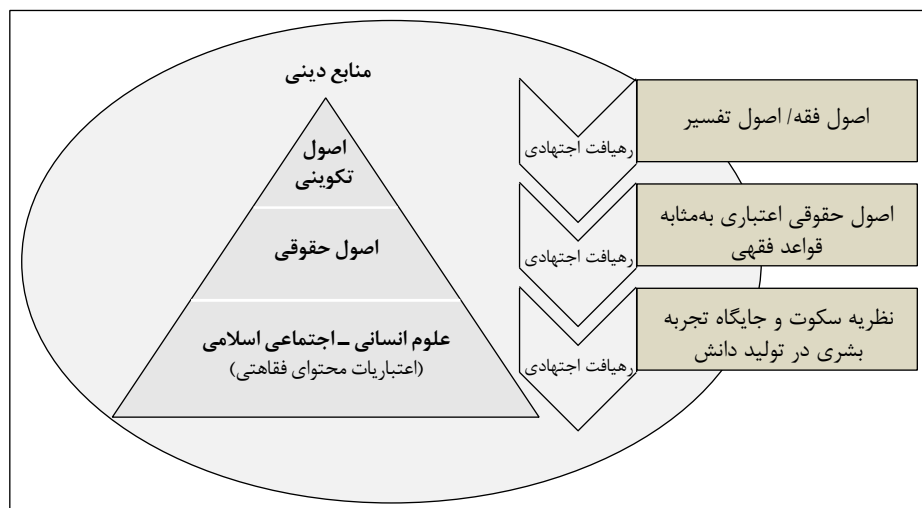 منابع دینی
اصول
تکوینی
اصول حقوقی
علوم انسانی ـ اجتماعی اسلامی
(اعتباریات محتوای فقاهتی)
اصول فقه/ اصول تفسیر
رهیافت اجتهادی
اصول حقوقی اعتباری به‌مثابه
قواعد فقهی
رهیافت اجتهادی
نظریه سکوت و جایگاه تجربه
بشری در تولید دانش
رهیافت اجتهادی